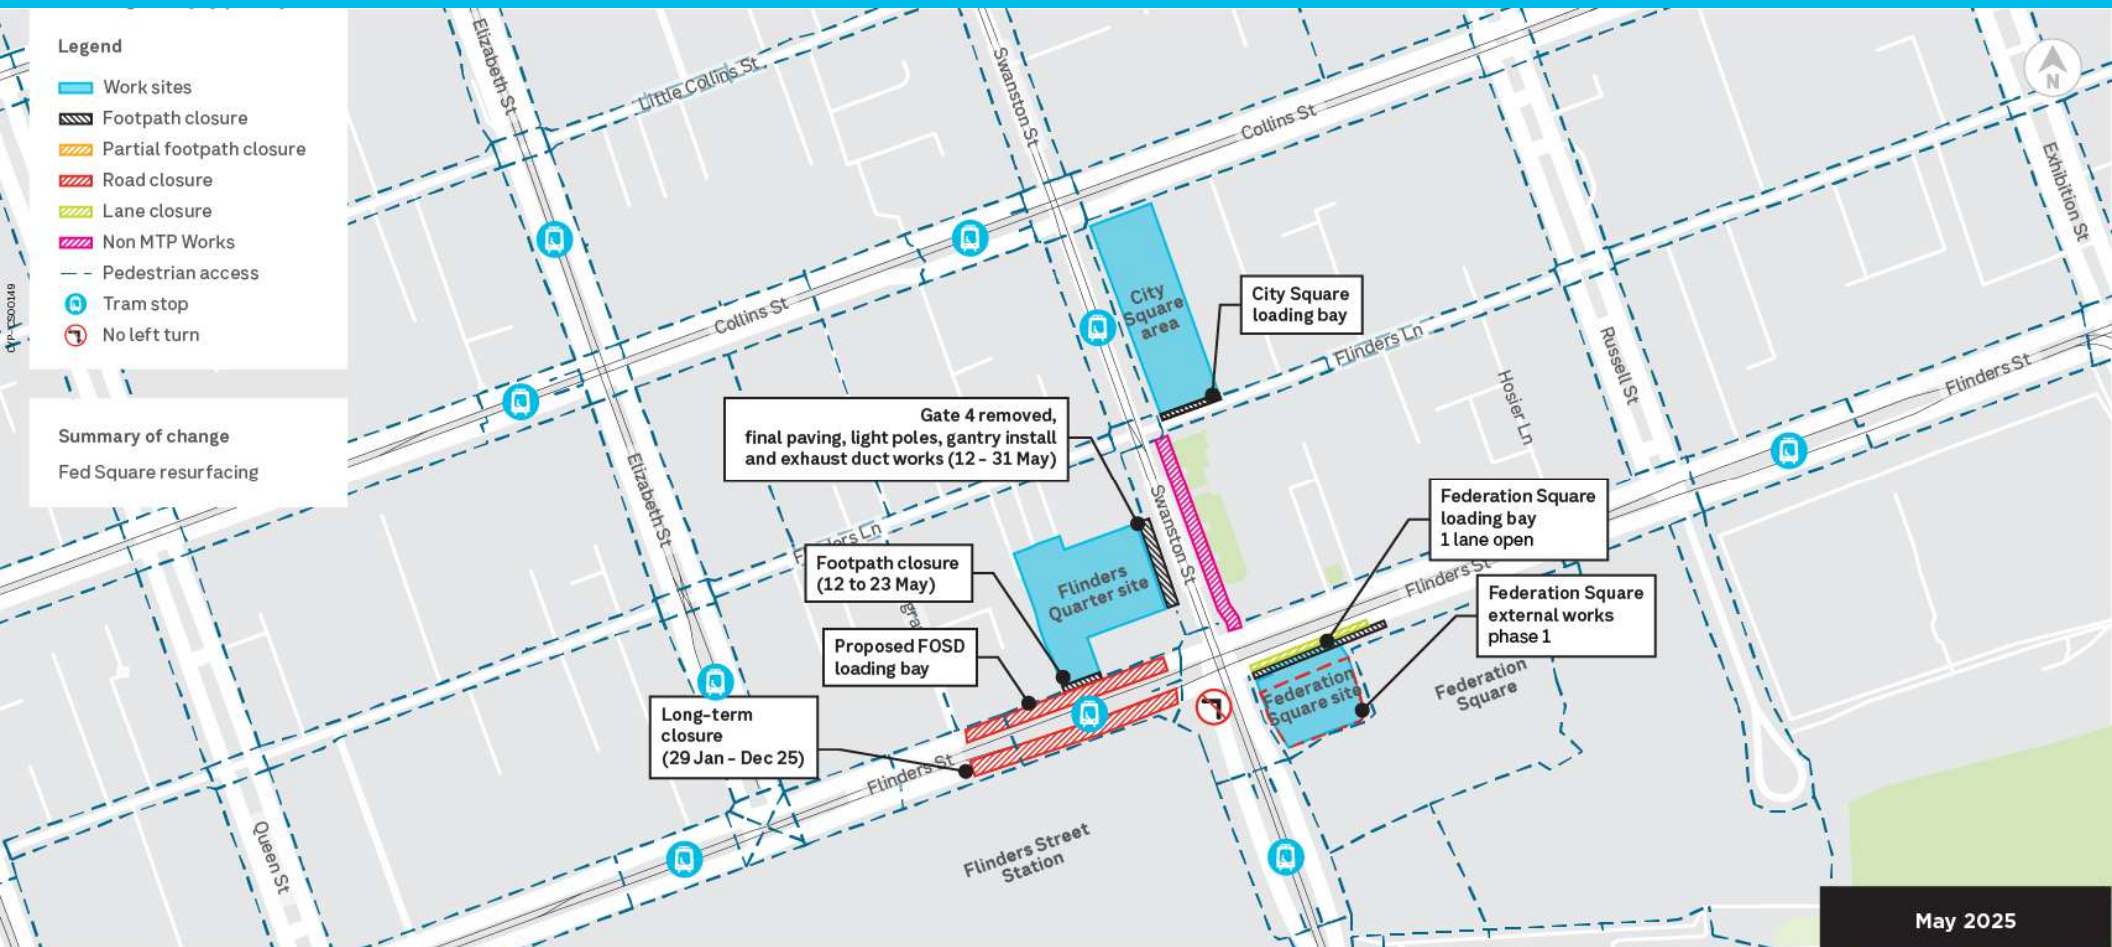 Legend
Work sites
Footpath closure
Partial footpath closure
Road closure
Lane closure
Non MTP Works
Pedestrian access
Tram stop
No left turn
Summary of change
Fed Square resurfacing
Elizabeth St
Little Collins St
Swanston St
Collins St
Exhibition St
N
Collins St
City
Square
area
City Square
loading bay
Flinders Ln
Hosier Ln
Russell St
Flinders St
Gate 4 removed,
final paving, light poles, gantry install
and exhaust duct works (12 - 31 May)
Elizabeth St
Swanston St
Federation Square
loading bay
1 lane open
Footpath closure
(12 to 23 May)
Flinders
Quarter site
Flinders St
Federation Square
external works
phase 1
Proposed FOSD
loading bay
Federation
Square site
Federation
Square
Long-term
closure
(29 Jan - Dec 25)
Flinders St
Queen St
Flinders Street
Station
May 2025